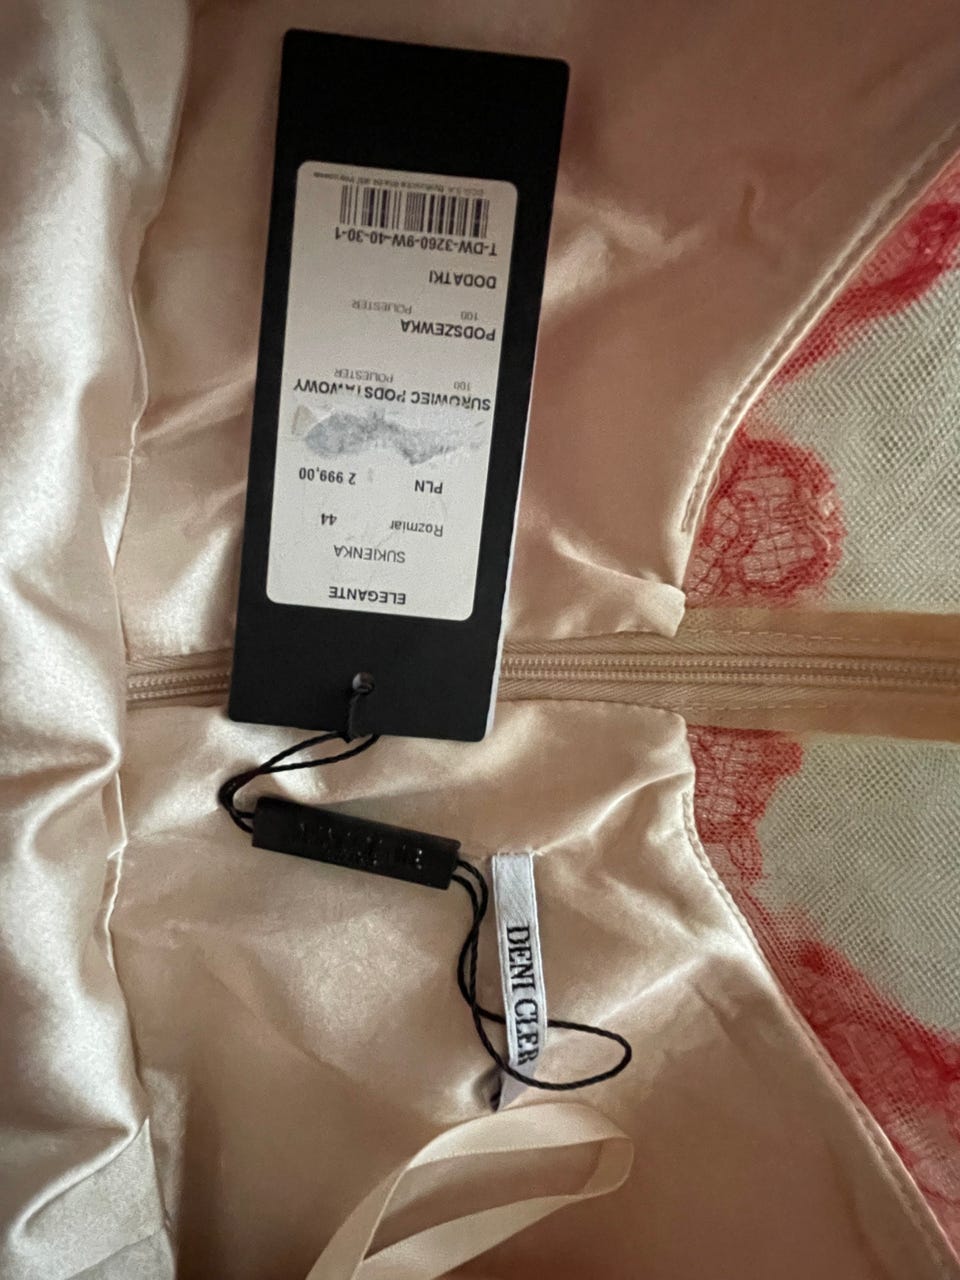 ELEGANTE
SUKIENKA
Rozmiar 44
PLN 2 999,00
SUROWIEC PODSTAWOWY
100 POLIESTER
PODSZEWKA
100 POLIESTER
DODATKI
T-DW-3260-9W-40-30-1
DENI CLER